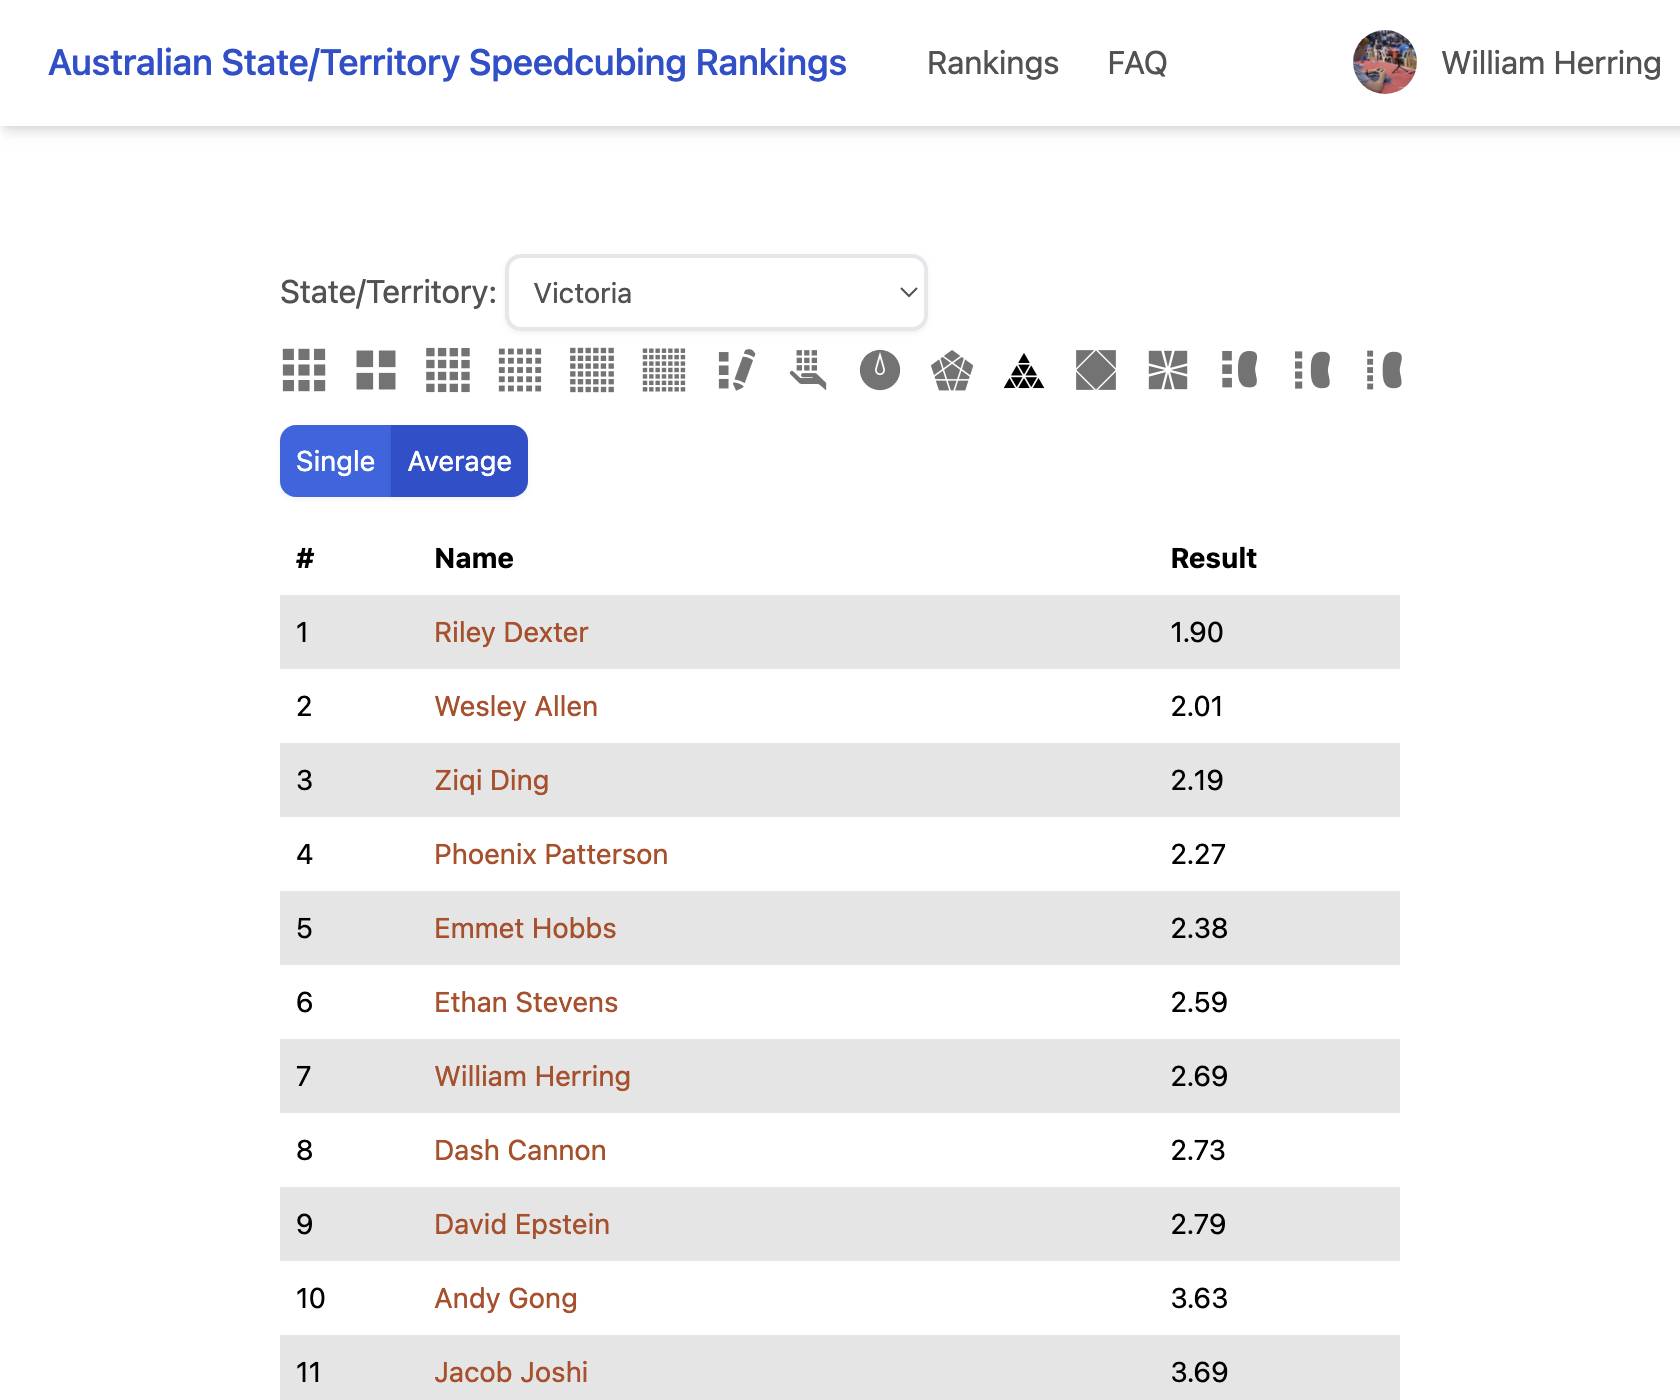 Australian State/Territory Speedcubing Rankings Rankings FAQ William Herring
State/Territory: Victoria
Single Average
# Name Result
1 Riley Dexter 1.90
2 Wesley Allen 2.01
3 Ziqi Ding 2.19
4 Phoenix Patterson 2.27
5 Emmet Hobbs 2.38
6 Ethan Stevens 2.59
7 William Herring 2.69
8 Dash Cannon 2.73
9 David Epstein 2.79
10 Andy Gong 3.63
11 Jacob Joshi 3.69